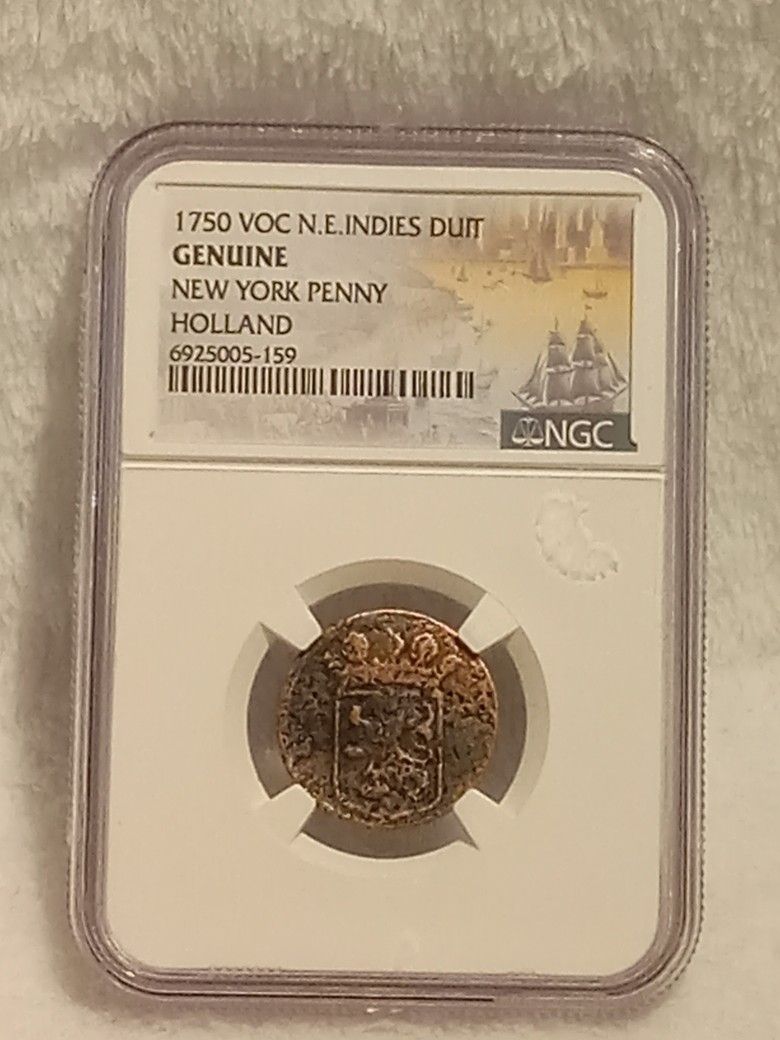 1750 VOC N.E.INDIES DUIT
GENUINE
NEW YORK PENNY
HOLLAND
6925005-159
NGC